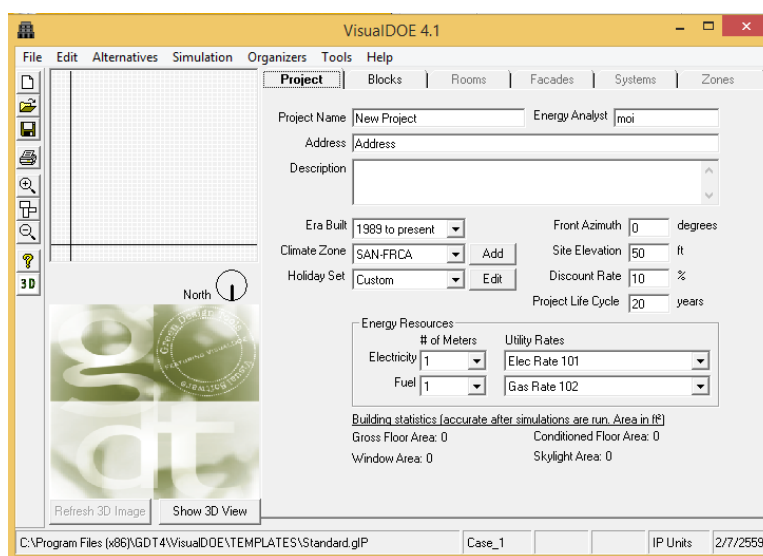 VisualDOE 4.1
File Edit Alternatives Simulation Organizers Tools Help
Project Blocks Rooms Facades Systems Zones
Project Name New Project Energy Analyst moi
Address Address
Description
Era Built 1989 to present Front Azimuth 0 degrees
Climate Zone SAN-FRCA Add Site Elevation 50 ft
Holiday Set Custom Edit Discount Rate 10 %
Project Life Cycle 20 years
3D
North
Energy Resources
# of Meters Utility Rates
Electricity 1 Elec Rate 101
Fuel 1 Gas Rate 102
Building statistics (accurate after simulations are run. Area in ft²)
Gross Floor Area: 0 Conditioned Floor Area: 0
Window Area: 0 Skylight Area: 0
Green Design Tools
FEATURING VISUALDOE
gdt
Refresh 3D Image Show 3D View
C:\Program Files (x86)\GDT4\VisualDOE\TEMPLATES\Standard.glP Case_1 IP Units 2/7/2559